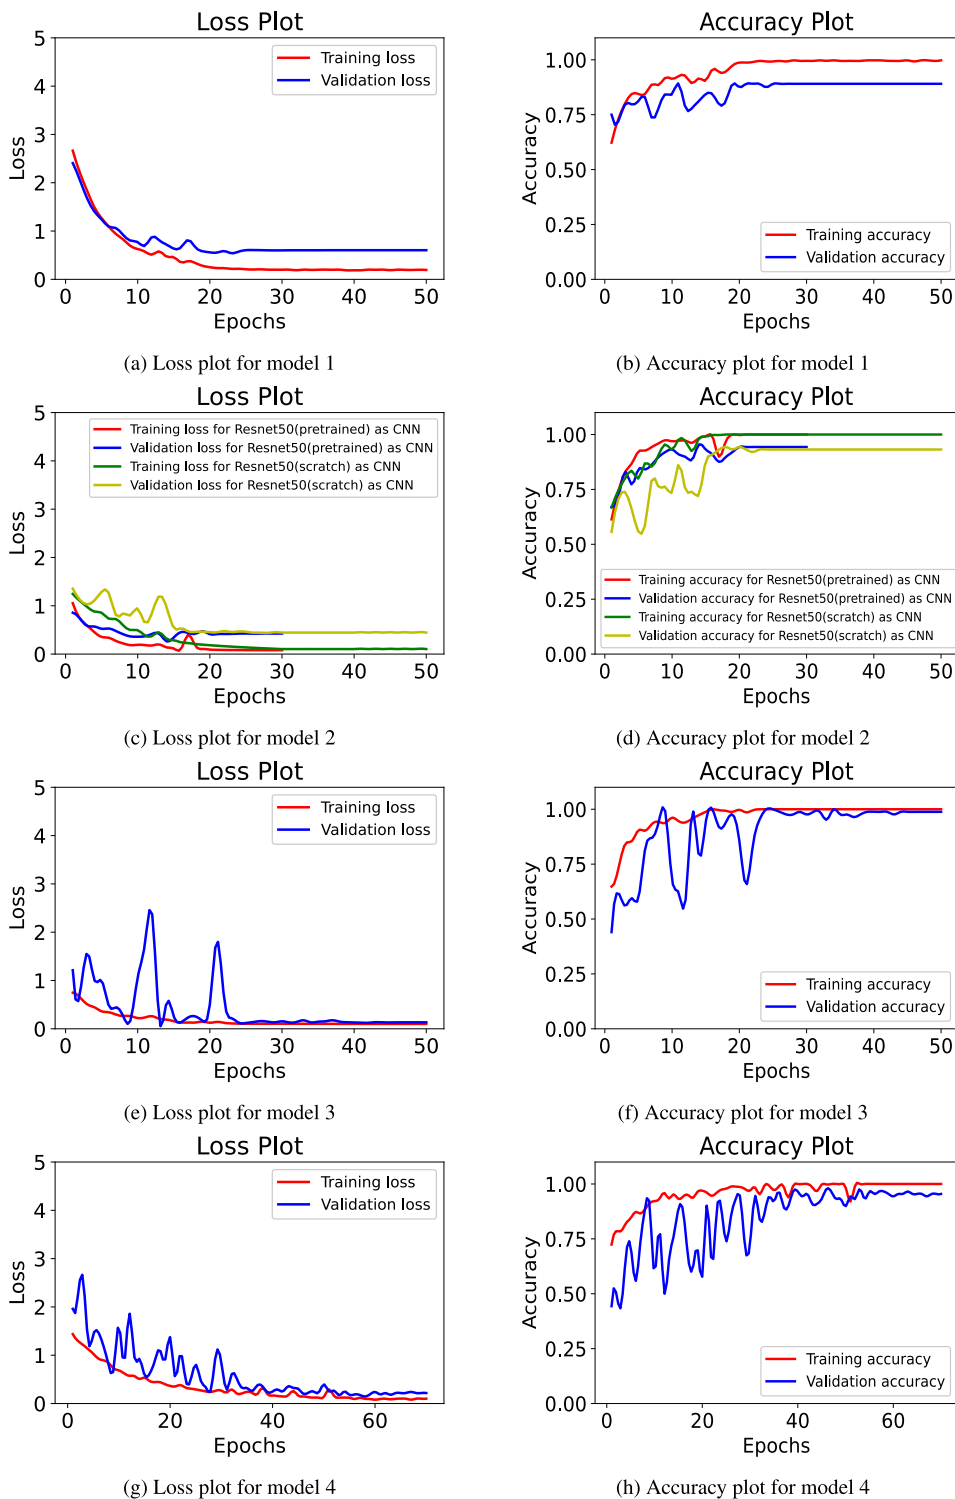 Loss Plot
5
4
3
2
1
0
Loss
Training loss
Validation loss
0 10 20 30 40 50
Epochs
(a) Loss plot for model 1
Accuracy Plot
1.00
0.75
0.50
0.25
0.00
Accuracy
Training accuracy
Validation accuracy
0 10 20 30 40 50
Epochs
(b) Accuracy plot for model 1
Loss Plot
5
4
3
2
1
0
Loss
Training loss for Resnet50(pretrained) as CNN
Validation loss for Resnet50(pretrained) as CNN
Training loss for Resnet50(scratch) as CNN
Validation loss for Resnet50(scratch) as CNN
0 10 20 30 40 50
Epochs
(c) Loss plot for model 2
Accuracy Plot
1.00
0.75
0.50
0.25
0.00
Accuracy
Training accuracy for Resnet50(pretrained) as CNN
Validation accuracy for Resnet50(pretrained) as CNN
Training accuracy for Resnet50(scratch) as CNN
Validation accuracy for Resnet50(scratch) as CNN
0 10 20 30 40 50
Epochs
(d) Accuracy plot for model 2
Loss Plot
5
4
3
2
1
0
Loss
Training loss
Validation loss
0 10 20 30 40 50
Epochs
(e) Loss plot for model 3
Accuracy Plot
1.00
0.75
0.50
0.25
0.00
Accuracy
Training accuracy
Validation accuracy
0 10 20 30 40 50
Epochs
(f) Accuracy plot for model 3
Loss Plot
5
4
3
2
1
0
Loss
Training loss
Validation loss
0 20 40 60
Epochs
(g) Loss plot for model 4
Accuracy Plot
1.00
0.75
0.50
0.25
0.00
Accuracy
Training accuracy
Validation accuracy
0 20 40 60
Epochs
(h) Accuracy plot for model 4